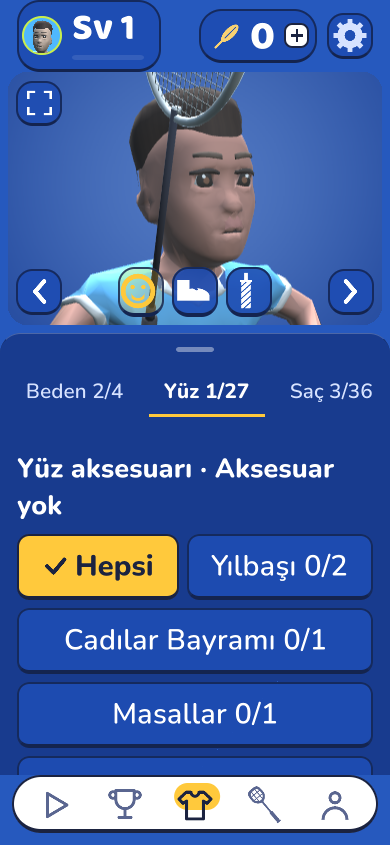 Sv 1
0
Beden 2/4
Yüz 1/27
Saç 3/36
Yüz aksesuarı · Aksesuar
yok
Hepsi
Yılbaşı 0/2
Cadılar Bayramı 0/1
Masallar 0/1